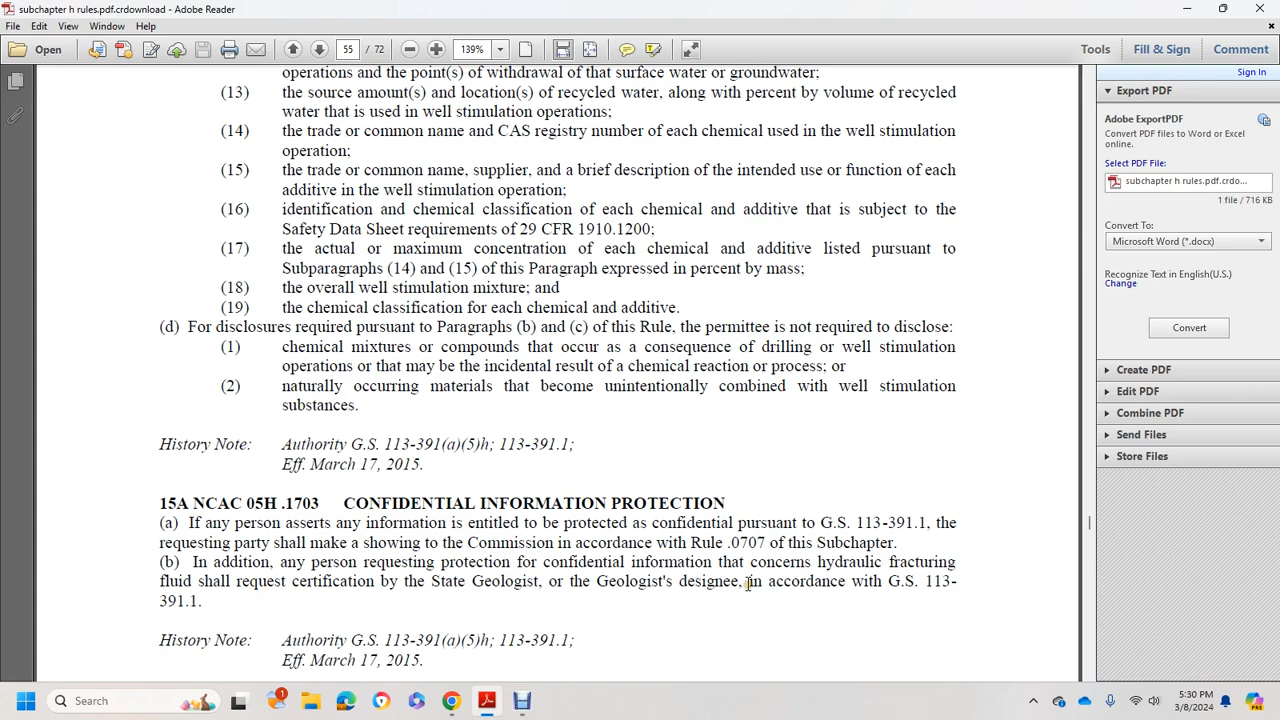 subchapter h rules.pdf.crdownload - Adobe Reader
File Edit View Window Help
Open 55 / 72 139% Tools Fill & Sign Comment
Sign In
operations and the point(s) of withdrawal of that surface water or groundwater;
(13) the source amount(s) and location(s) of recycled water, along with percent by volume of recycled
water that is used in well stimulation operations;
(14) the trade or common name and CAS registry number of each chemical used in the well stimulation
operation;
(15) the trade or common name, supplier, and a brief description of the intended use or function of each
additive in the well stimulation operation;
(16) identification and chemical classification of each chemical and additive that is subject to the
Safety Data Sheet requirements of 29 CFR 1910.1200;
(17) the actual or maximum concentration of each chemical and additive listed pursuant to
Subparagraphs (14) and (15) of this Paragraph expressed in percent by mass;
(18) the overall well stimulation mixture; and
(19) the chemical classification for each chemical and additive.
(d) For disclosures required pursuant to Paragraphs (b) and (c) of this Rule, the permittee is not required to disclose:
(1) chemical mixtures or compounds that occur as a consequence of drilling or well stimulation
operations or that may be the incidental result of a chemical reaction or process; or
(2) naturally occurring materials that become unintentionally combined with well stimulation
substances.
History Note: Authority G.S. 113-391(a)(5)h; 113-391.1;
Eff. March 17, 2015.
15A NCAC 05H .1703 CONFIDENTIAL INFORMATION PROTECTION
(a) If any person asserts any information is entitled to be protected as confidential pursuant to G.S. 113-391.1, the
requesting party shall make a showing to the Commission in accordance with Rule .0707 of this Subchapter.
(b) In addition, any person requesting protection for confidential information that concerns hydraulic fracturing
fluid shall request certification by the State Geologist, or the Geologist's designee, in accordance with G.S. 113-
391.1.
History Note: Authority G.S. 113-391(a)(5)h; 113-391.1;
Eff. March 17, 2015.
Export PDF
Adobe ExportPDF
Convert PDF files to Word or Excel
online.
Select PDF File:
subchapter h rules.pdf.crdo...
1 file / 716 KB
Convert To:
Microsoft Word (*.docx)
Recognize Text in English(U.S.)
Change
Convert
Create PDF
Edit PDF
Combine PDF
Send Files
Store Files
Search
1
5:30 PM
3/8/2024
PRE